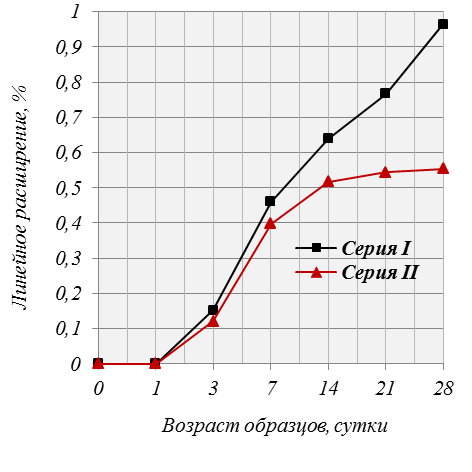 1
0,9
0,8
0,7
0,6
0,5
0,4
0,3
0,2
0,1
0
Линейное расширение, %
Серия I
Серия II
0 1 3 7 14 21 28
Возраст образцов, сутки